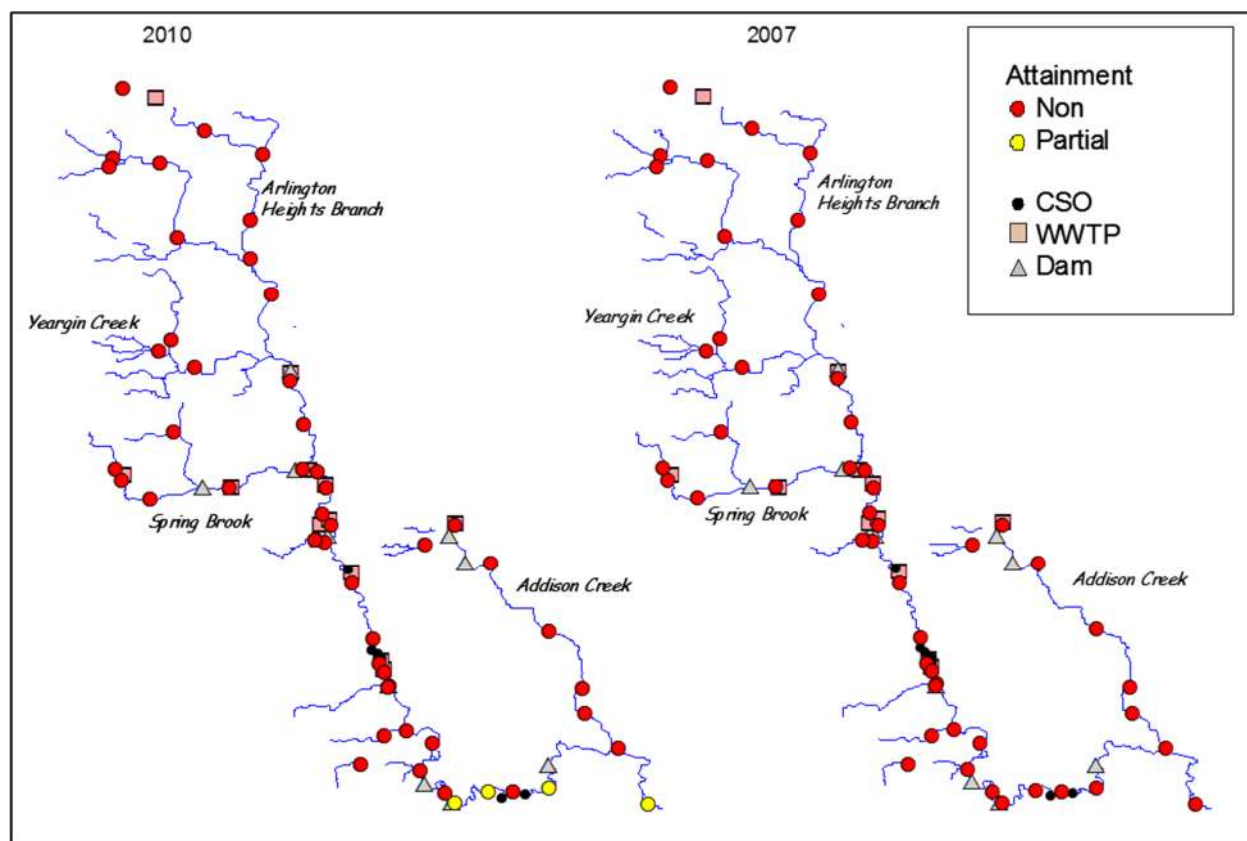 2010
2007
Attainment
Non
Partial
CSO
WWTP
Dam
Arlington
Heights Branch
Arlington
Heights Branch
Yeargin Creek
Yeargin Creek
Spring Brook
Spring Brook
Addison Creek
Addison Creek